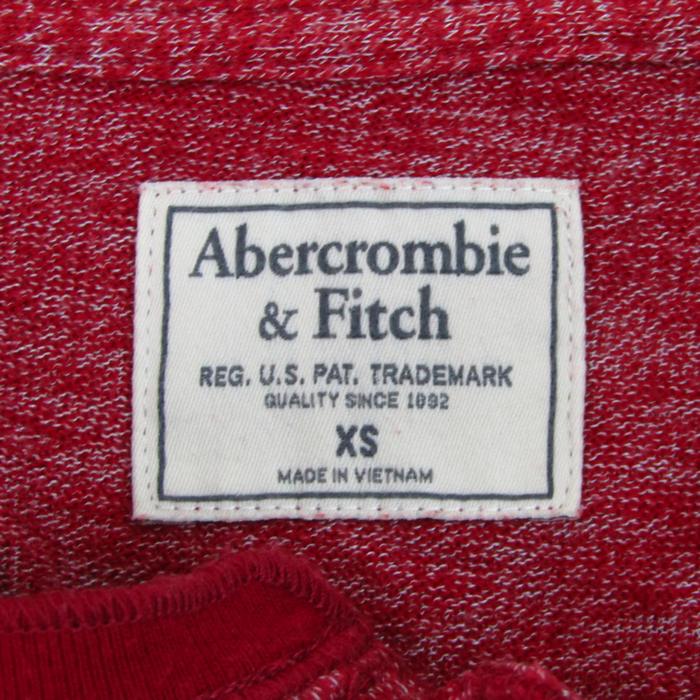 Abercrombie
& Fitch
REG. U.S. PAT. TRADEMARK
QUALITY SINCE 1892
XS
MADE IN VIETNAM